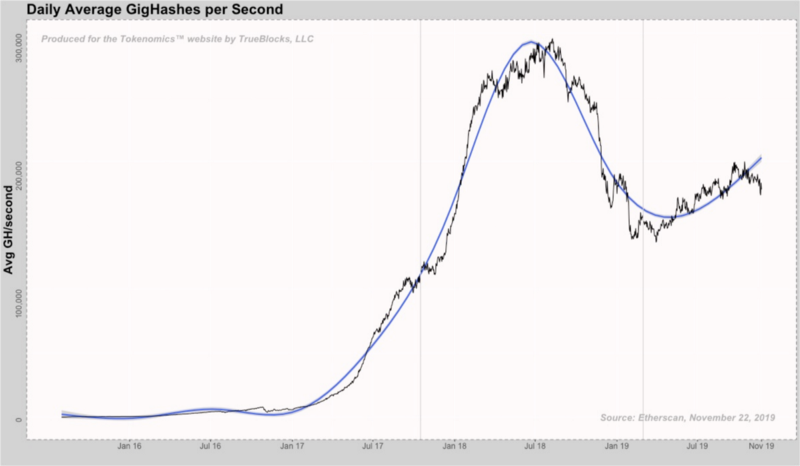 Daily Average GigHashes per Second
Produced for the Tokenomics™ website by TrueBlocks, LLC
300,000
200,000
100,000
0
Avg GH/second
Source: Etherscan, November 22, 2019
Jan 16 Jul 16 Jan 17 Jul 17 Jan 18 Jul 18 Jan 19 Jul 19 Nov 19